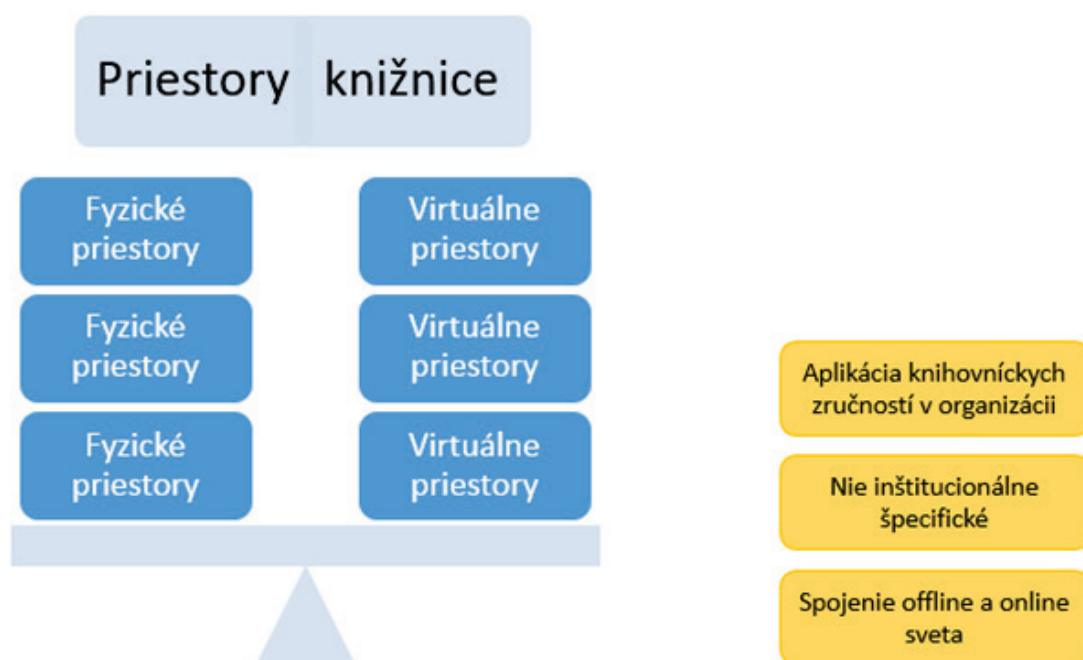 Priestory knižnice
Fyzické
priestory
Virtuálne
priestory
Fyzické
priestory
Virtuálne
priestory
Fyzické
priestory
Virtuálne
priestory
Aplikácia knihovníckych
zručností v organizácii
Nie inštitucionálne
špecifické
Spojenie offline a online
sveta